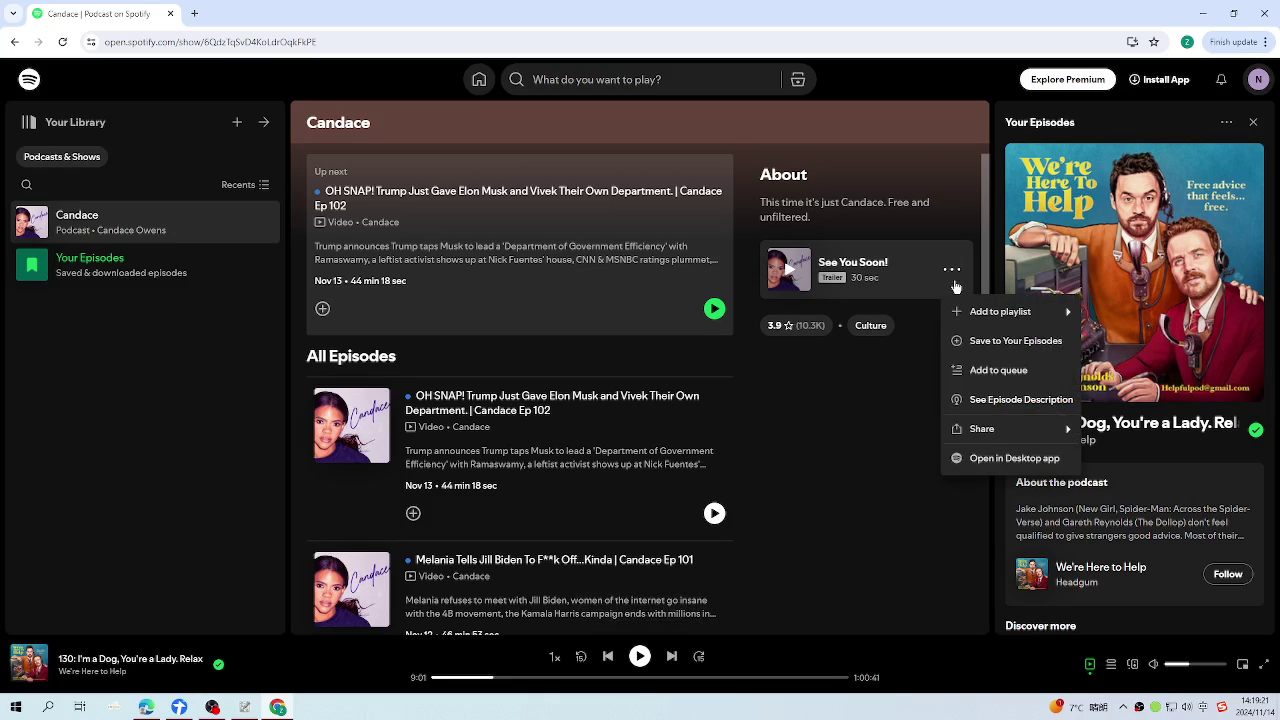 Candace | Podcast on Spotify
open.spotify.com/show/6QdzTqSvD4KoLdrOqkFkPE
Finish update
What do you want to play?
Explore Premium
Install App
N
Your Library
Podcasts & Shows
Recents
Candace
Podcast • Candace Owens
Your Episodes
Saved & downloaded episodes
Candace
Up next
OH SNAP! Trump Just Gave Elon Musk and Vivek Their Own Department. | Candace
Ep 102
Video • Candace
Trump announces Trump taps Musk to lead a 'Department of Government Efficiency' with
Ramaswamy, a leftist activist shows up at Nick Fuentes' house, CNN & MSNBC ratings plummet,...
Nov 13 • 44 min 18 sec
All Episodes
OH SNAP! Trump Just Gave Elon Musk and Vivek Their Own
Department. | Candace Ep 102
Video • Candace
Trump announces Trump taps Musk to lead a 'Department of Government
Efficiency' with Ramaswamy, a leftist activist shows up at Nick Fuentes'...
Nov 13 • 44 min 18 sec
Melania Tells Jill Biden To F**k Off...Kinda | Candace Ep 101
Video • Candace
Melania refuses to meet with Jill Biden, women of the internet go insane
with the 4B movement, the Kamala Harris campaign ends with millions in...
Nov 12 • 46 min 53 sec
About
This time it's just Candace. Free and
unfiltered.
See You Soon!
Trailer 30 sec
3.9 (10.3K) • Culture
Add to playlist
Save to Your Episodes
Add to queue
See Episode Description
Share
Open in Desktop app
Your Episodes
We're
Here To
Help
Free advice
that feels...
free.
Helpfulpod@gmail.com
Dog, You're a Lady. Rel
elp
About the podcast
Jake Johnson (New Girl, Spider-Man: Across the Spider-
Verse) and Gareth Reynolds (The Dollop) don't feel
qualified to give strangers good advice. Most of their...
We're Here to Help
Headgum
Follow
Discover more
130: I'm a Dog, You're a Lady. Relax
We're Here to Help
1x
15
15
9:01
1:00:41
7°C
14:19:21
2024/11/14